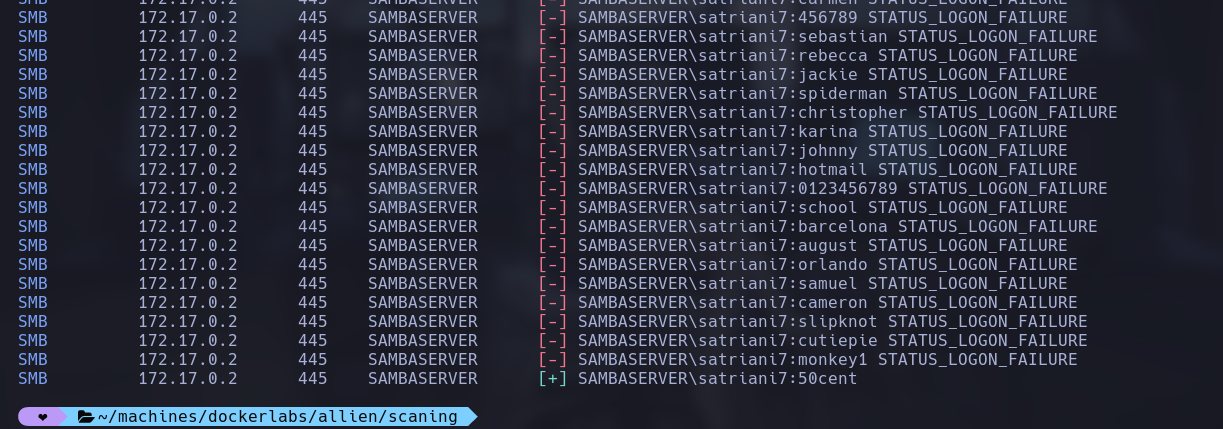 SMB 172.17.0.2 445 SAMBASERVER [-] SAMBASERVER\satriani7:carmen STATUS_LOGON_FAILURE
SMB 172.17.0.2 445 SAMBASERVER [-] SAMBASERVER\satriani7:456789 STATUS_LOGON_FAILURE
SMB 172.17.0.2 445 SAMBASERVER [-] SAMBASERVER\satriani7:sebastian STATUS_LOGON_FAILURE
SMB 172.17.0.2 445 SAMBASERVER [-] SAMBASERVER\satriani7:rebecca STATUS_LOGON_FAILURE
SMB 172.17.0.2 445 SAMBASERVER [-] SAMBASERVER\satriani7:jackie STATUS_LOGON_FAILURE
SMB 172.17.0.2 445 SAMBASERVER [-] SAMBASERVER\satriani7:spiderman STATUS_LOGON_FAILURE
SMB 172.17.0.2 445 SAMBASERVER [-] SAMBASERVER\satriani7:christopher STATUS_LOGON_FAILURE
SMB 172.17.0.2 445 SAMBASERVER [-] SAMBASERVER\satriani7:karina STATUS_LOGON_FAILURE
SMB 172.17.0.2 445 SAMBASERVER [-] SAMBASERVER\satriani7:johnny STATUS_LOGON_FAILURE
SMB 172.17.0.2 445 SAMBASERVER [-] SAMBASERVER\satriani7:hotmail STATUS_LOGON_FAILURE
SMB 172.17.0.2 445 SAMBASERVER [-] SAMBASERVER\satriani7:0123456789 STATUS_LOGON_FAILURE
SMB 172.17.0.2 445 SAMBASERVER [-] SAMBASERVER\satriani7:school STATUS_LOGON_FAILURE
SMB 172.17.0.2 445 SAMBASERVER [-] SAMBASERVER\satriani7:barcelona STATUS_LOGON_FAILURE
SMB 172.17.0.2 445 SAMBASERVER [-] SAMBASERVER\satriani7:august STATUS_LOGON_FAILURE
SMB 172.17.0.2 445 SAMBASERVER [-] SAMBASERVER\satriani7:orlando STATUS_LOGON_FAILURE
SMB 172.17.0.2 445 SAMBASERVER [-] SAMBASERVER\satriani7:samuel STATUS_LOGON_FAILURE
SMB 172.17.0.2 445 SAMBASERVER [-] SAMBASERVER\satriani7:cameron STATUS_LOGON_FAILURE
SMB 172.17.0.2 445 SAMBASERVER [-] SAMBASERVER\satriani7:slipknot STATUS_LOGON_FAILURE
SMB 172.17.0.2 445 SAMBASERVER [-] SAMBASERVER\satriani7:cutiepie STATUS_LOGON_FAILURE
SMB 172.17.0.2 445 SAMBASERVER [-] SAMBASERVER\satriani7:monkey1 STATUS_LOGON_FAILURE
SMB 172.17.0.2 445 SAMBASERVER [+] SAMBASERVER\satriani7:50cent
~/machines/dockerlabs/allien/scaning